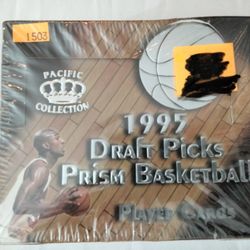 1503
PACIFIC
COLLECTION
1995
DRAFT PICKS
PRISM BASKETBALL
PLAYER CARDS